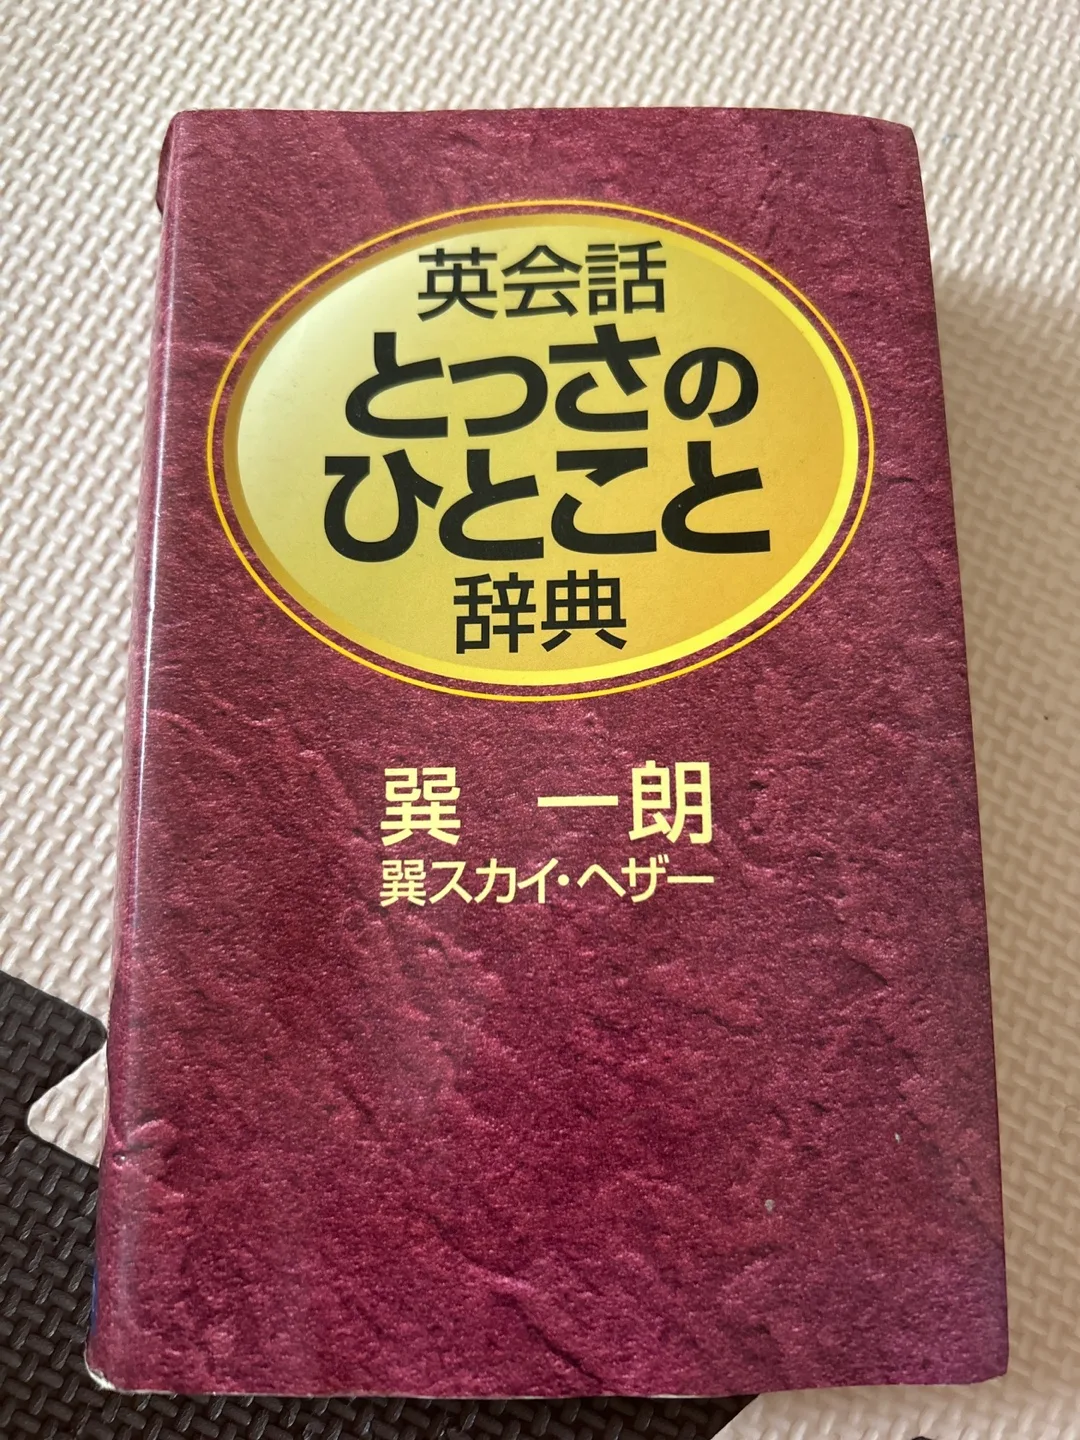 英会話
とっさの
ひとこと
辞典
巽 一朗
巽スカイ・ヘザー